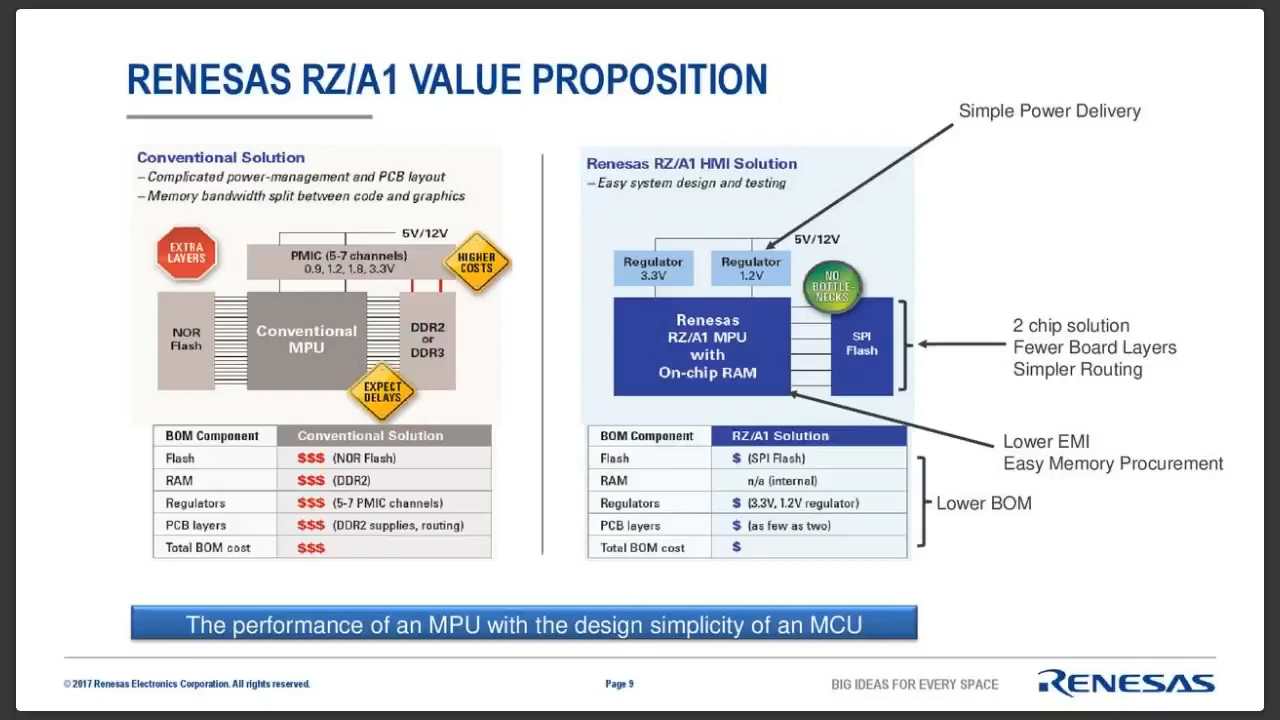 RENESAS RZ/A1 VALUE PROPOSITION
Simple Power Delivery
Conventional Solution
– Complicated power-management and PCB layout
– Memory bandwidth split between code and graphics
EXTRA
LAYERS
5V/12V
PMIC (5-7 channels)
0.9, 1.2, 1.8, 3.3V
HIGHER
COSTS
NOR
Flash
Conventional
MPU
DDR2
or
DDR3
EXPECT
DELAYS
BOM Component Conventional Solution
Flash $$$ (NOR Flash)
RAM $$$ (DDR2)
Regulators $$$ (5-7 PMIC channels)
PCB layers $$$ (DDR2 supplies, routing)
Total BOM cost $$$
Renesas RZ/A1 HMI Solution
– Easy system design and testing
5V/12V
Regulator
3.3V
Regulator
1.2V
NO
BOTTLE-
NECKS
Renesas
RZ/A1 MPU
with
On-chip RAM
SPI
Flash
2 chip solution
Fewer Board Layers
Simpler Routing
Lower EMI
Easy Memory Procurement
BOM Component RZ/A1 Solution
Flash $ (SPI Flash)
RAM n/a (internal)
Regulators $ (3.3V, 1.2V regulator)
PCB layers $ (as few as two)
Total BOM cost $
Lower BOM
The performance of an MPU with the design simplicity of an MCU
© 2017 Renesas Electronics Corporation. All rights reserved.
Page 9
BIG IDEAS FOR EVERY SPACE
RENESAS